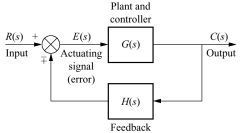 Plant and
controller
R(s) + E(s) G(s) C(s)
Input ∓ Actuating
signal
(error) Output
H(s)
Feedback